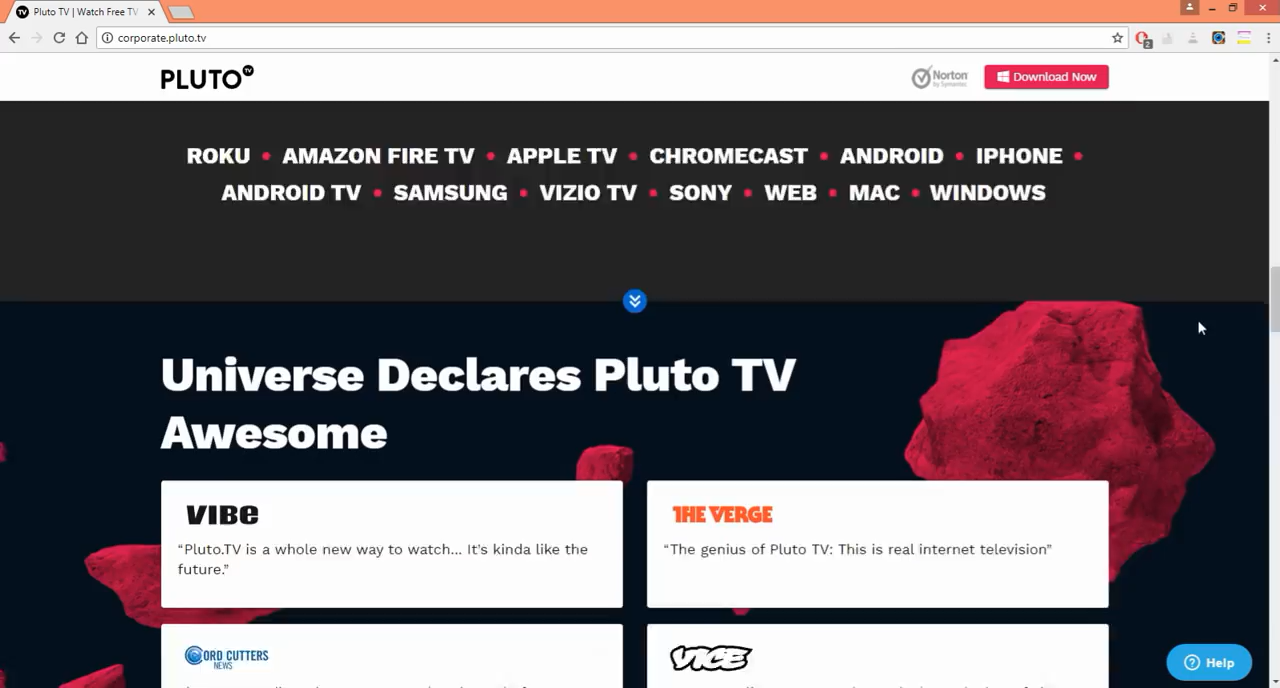 Pluto TV | Watch Free TV
corporate.pluto.tv
2
PLUTO TV
Norton
by Symantec
Download Now
ROKU • AMAZON FIRE TV • APPLE TV • CHROMECAST • ANDROID • IPHONE •
ANDROID TV • SAMSUNG • VIZIO TV • SONY • WEB • MAC • WINDOWS
Universe Declares Pluto TV
Awesome
VIBE
“Pluto.TV is a whole new way to watch... It’s kinda like the
future.”
THE VERGE
“The genius of Pluto TV: This is real internet television”
CORD CUTTERS
NEWS
VICE
Help